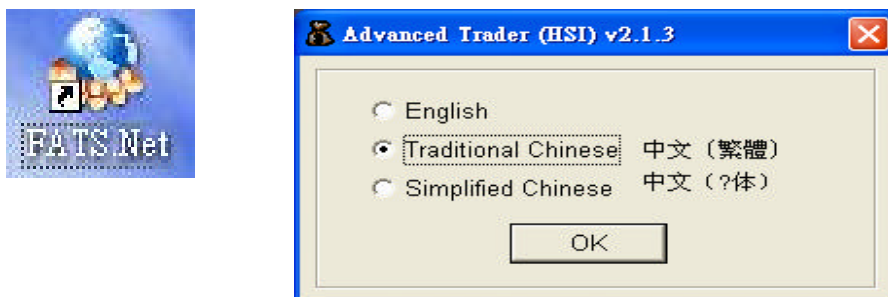 FATS.Net
Advanced Trader (HSI) v2.1.3
English
Traditional Chinese 中文（繁體）
Simplified Chinese 中文（?体）
OK